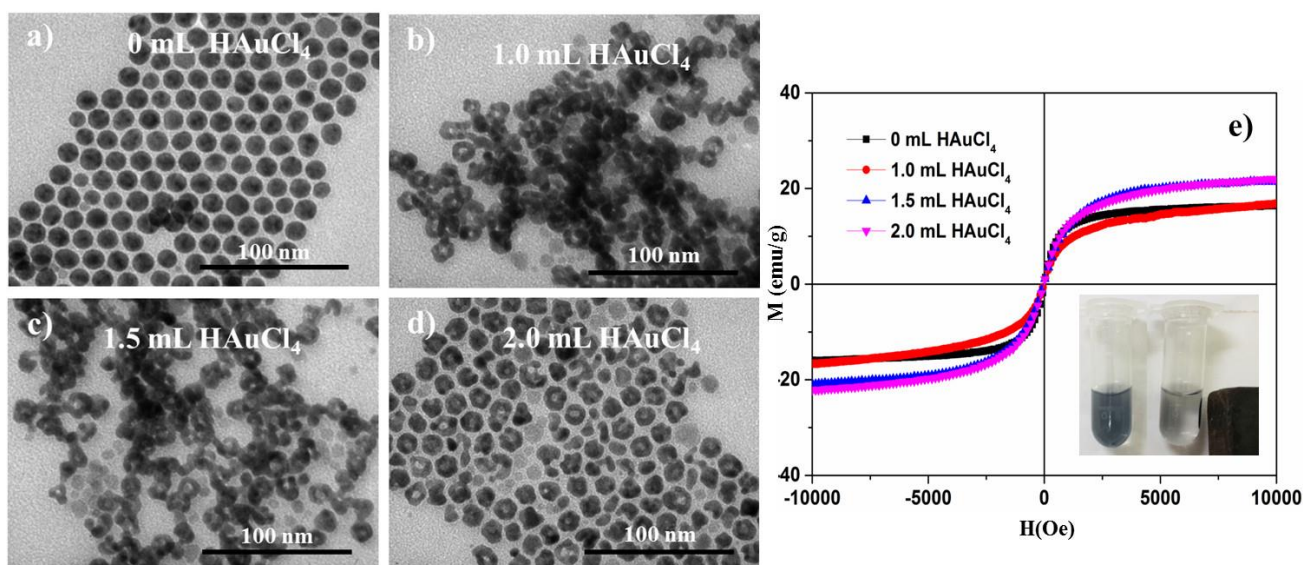 a)
0 mL HAuCl₄
100 nm
b)
1.0 mL HAuCl₄
100 nm
c)
1.5 mL HAuCl₄
100 nm
d)
2.0 mL HAuCl₄
100 nm
e)
0 mL HAuCl₄
1.0 mL HAuCl₄
1.5 mL HAuCl₄
2.0 mL HAuCl₄
M (emu/g)
40
20
0
-20
-40
-10000
-5000
0
5000
10000
H(Oe)